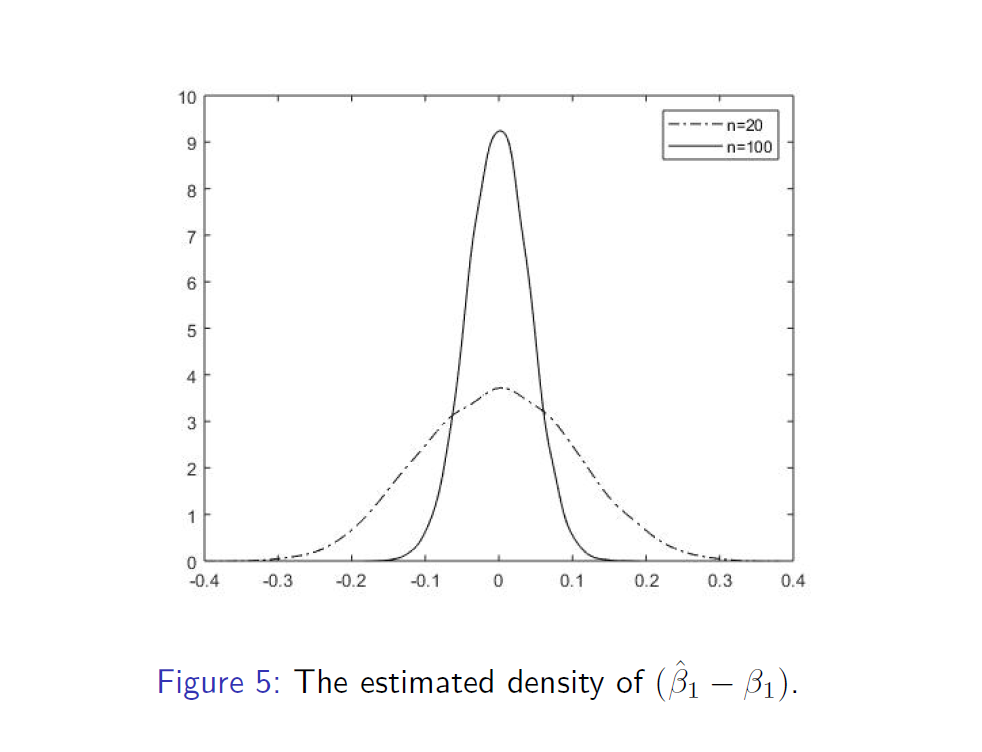 10
9
8
7
6
5
4
3
2
1
0
-0.4 -0.3 -0.2 -0.1 0 0.1 0.2 0.3 0.4
n=20
n=100
Figure 5: The estimated density of (β̂₁ − β₁).